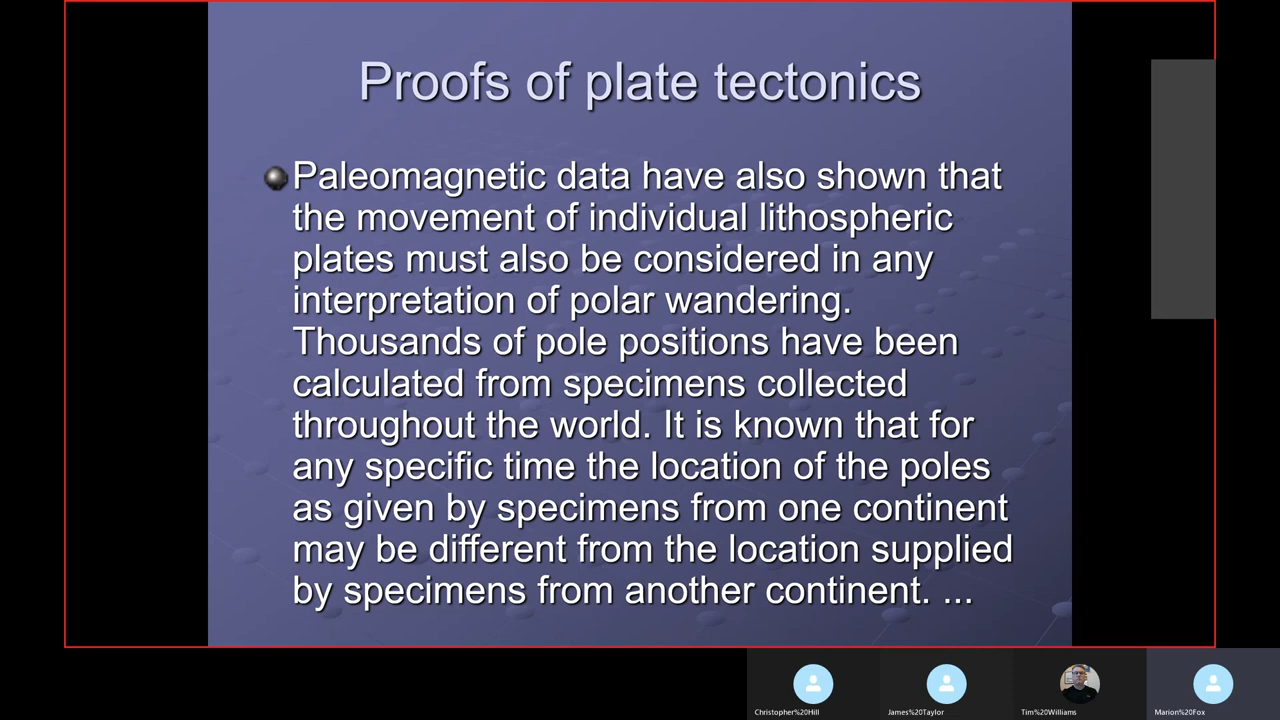 Proofs of plate tectonics
Paleomagnetic data have also shown that
the movement of individual lithospheric
plates must also be considered in any
interpretation of polar wandering.
Thousands of pole positions have been
calculated from specimens collected
throughout the world. It is known that for
any specific time the location of the poles
as given by specimens from one continent
may be different from the location supplied
by specimens from another continent. ...
Christopher%20Hill
James%20Taylor
Tim%20Williams
Marion%20Fox